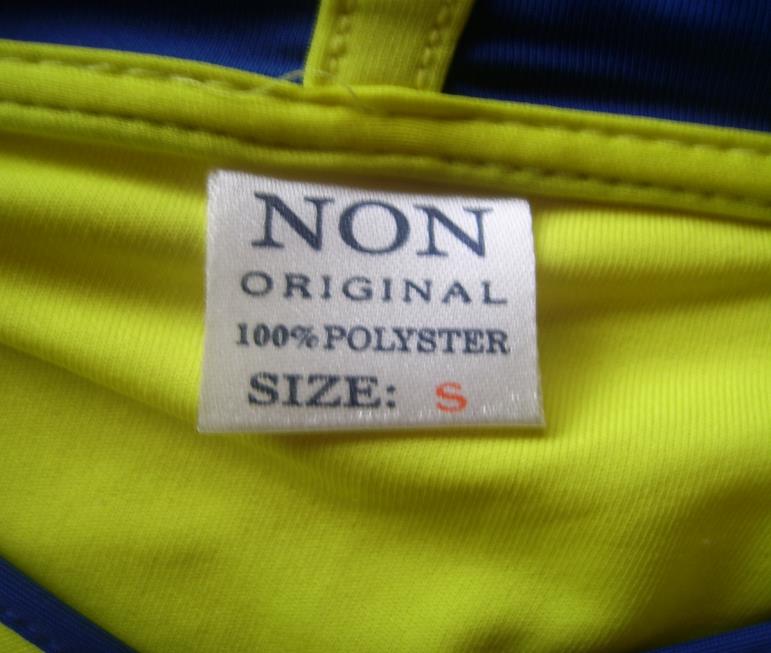 NON
ORIGINAL
100% POLYSTER
SIZE: S